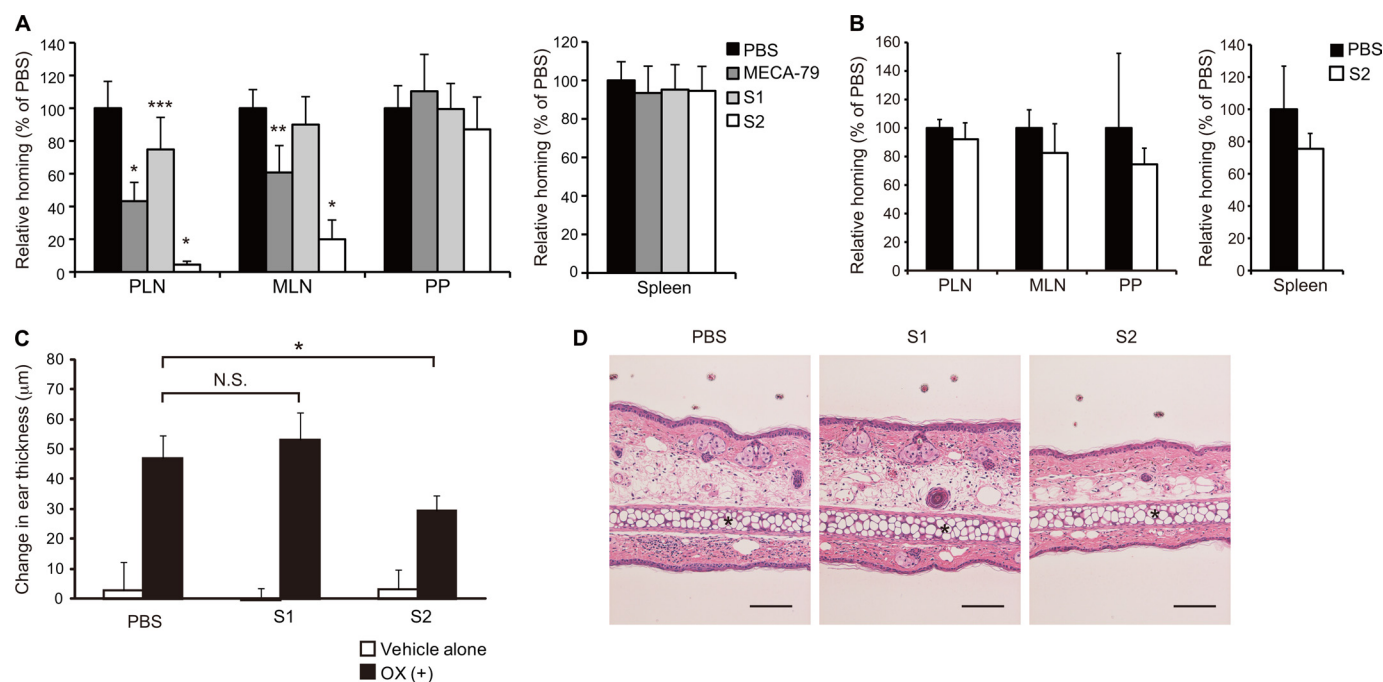 A
Relative homing (% of PBS)
140
120
100
80
60
40
20
0
*
***
*
**
*
PLN
MLN
PP
Relative homing (% of PBS)
120
100
80
60
40
20
0
Spleen
PBS
MECA-79
S1
S2
B
Relative homing (% of PBS)
160
140
120
100
80
60
40
20
0
PLN
MLN
PP
Relative homing (% of PBS)
140
120
100
80
60
40
20
0
Spleen
PBS
S2
C
Change in ear thickness (μm)
80
70
60
50
40
30
20
10
0
*
N.S.
PBS
S1
S2
Vehicle alone
OX (+)
D
PBS
S1
S2
*
*
*